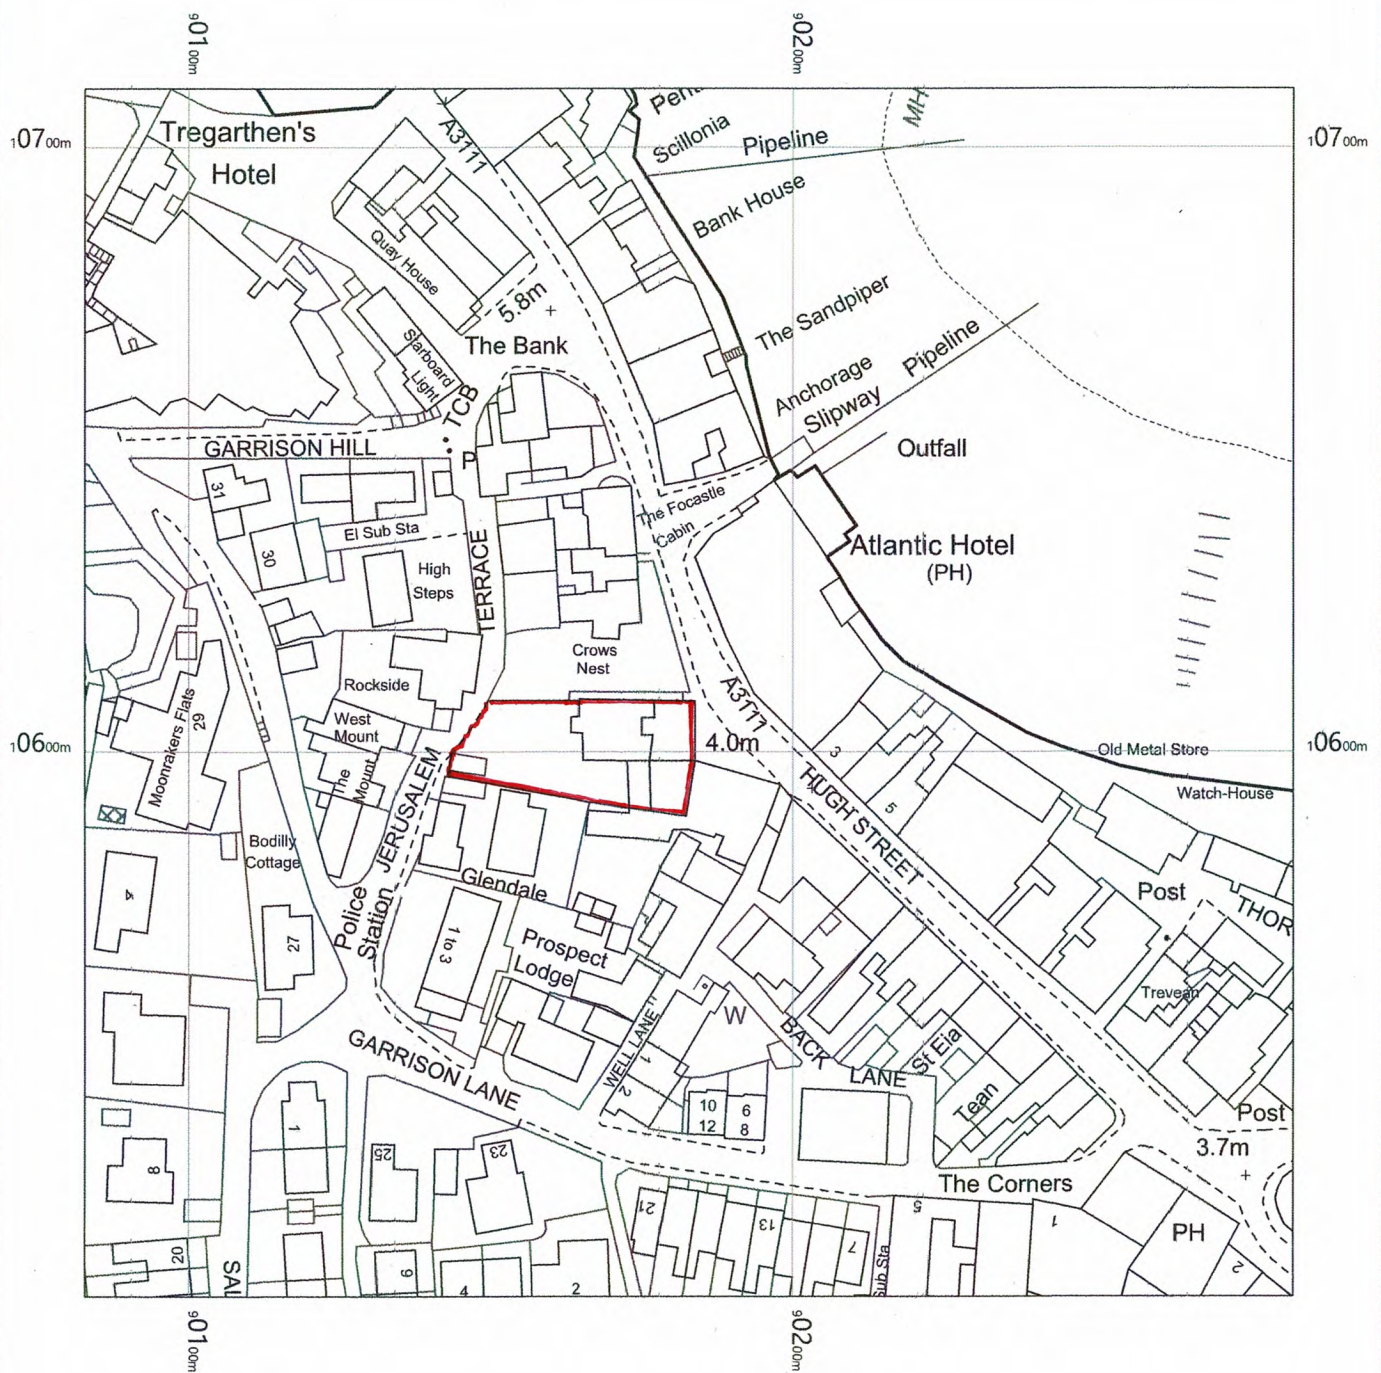 901 00m
902 00m
107 00m
107 00m
Tregarthen's
Hotel
A3111
Scillonia
Pipeline
MH
Bank House
Quay House
5.8m
The Bank
Starboard
Light
The Sandpiper
Anchorage
Slipway
Pipeline
TCB
GARRISON HILL
P
Outfall
31
The Focastle
Cabin
El Sub Sta
30
High
Steps
TERRACE
Atlantic Hotel
(PH)
Crows
Nest
Rockside
West
Mount
The
Mount
Moonrakers Flats
29
A3111
4.0m
106 00m
106 00m
3
5
HUGH STREET
Old Metal Store
Watch-House
JERUSALEM
Bodilly
Cottage
Police
Station
Glendale
4
27
1 to 3
Prospect
Lodge
Post
THOR
Trevean
W
BACK
LANE
St Eia
Tean
WELL LANE
1
2
GARRISON LANE
10
12
6
8
Post
3.7m
The Corners
1
25
23
8
21
13
7
5
1
PH
2
20
SAL
9
4
2
Sub Sta
901 00m
902 00m